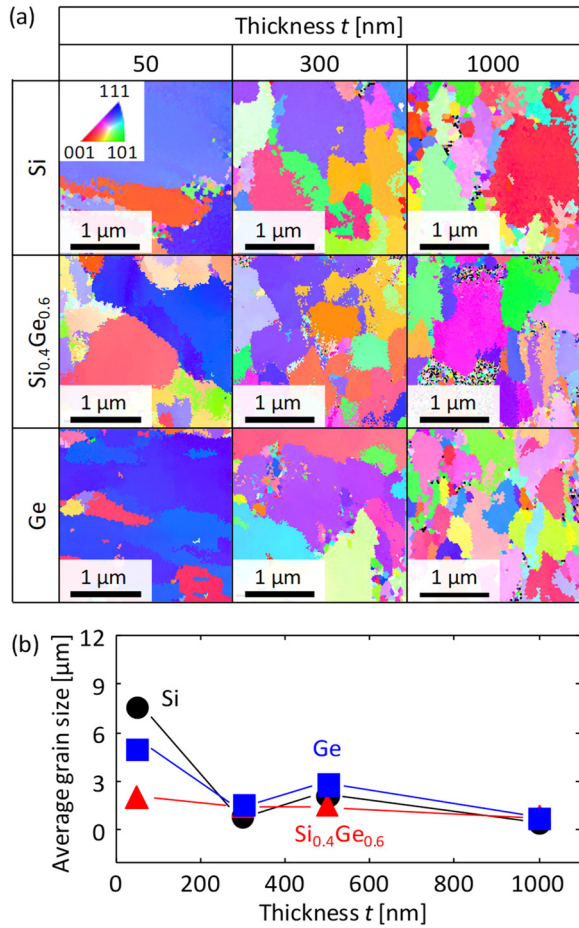 (a)
Thickness t [nm]
50 300 1000
Si
111
001 101
1 μm 1 μm 1 μm
Si0.4Ge0.6
1 μm 1 μm 1 μm
Ge
1 μm 1 μm 1 μm
(b)
Average grain size [μm]
12
9
6
3
0
Si
Ge
Si0.4Ge0.6
0 200 400 600 800 1000
Thickness t [nm]